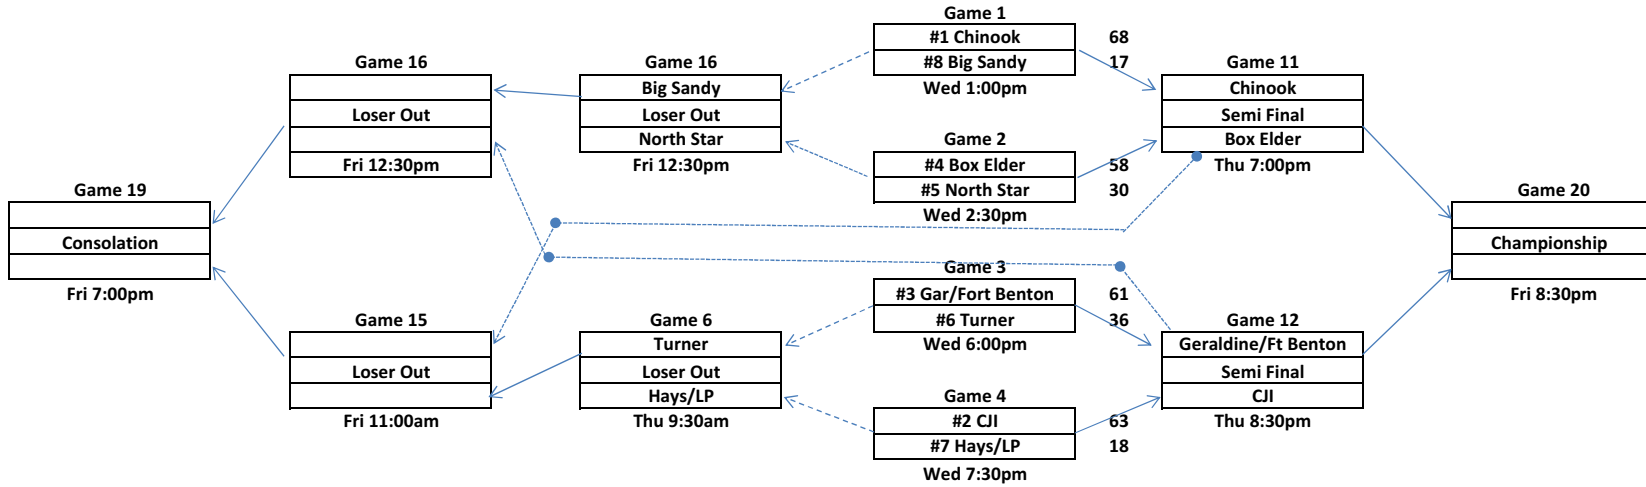 Game 1
#1 Chinook 68
#8 Big Sandy 17
Wed 1:00pm
Game 16
Loser Out
Fri 12:30pm
Game 16
Big Sandy
Loser Out
North Star
Fri 12:30pm
Game 11
Chinook
Semi Final
Box Elder
Thu 7:00pm
Game 2
#4 Box Elder 58
#5 North Star 30
Wed 2:30pm
Game 19
Consolation
Fri 7:00pm
Game 20
Championship
Fri 8:30pm
Game 3
#3 Gar/Fort Benton 61
#6 Turner 36
Wed 6:00pm
Game 15
Loser Out
Fri 11:00am
Game 6
Turner
Loser Out
Hays/LP
Thu 9:30am
Game 12
Geraldine/Ft Benton
Semi Final
CJI
Thu 8:30pm
Game 4
#2 CJI 63
#7 Hays/LP 18
Wed 7:30pm